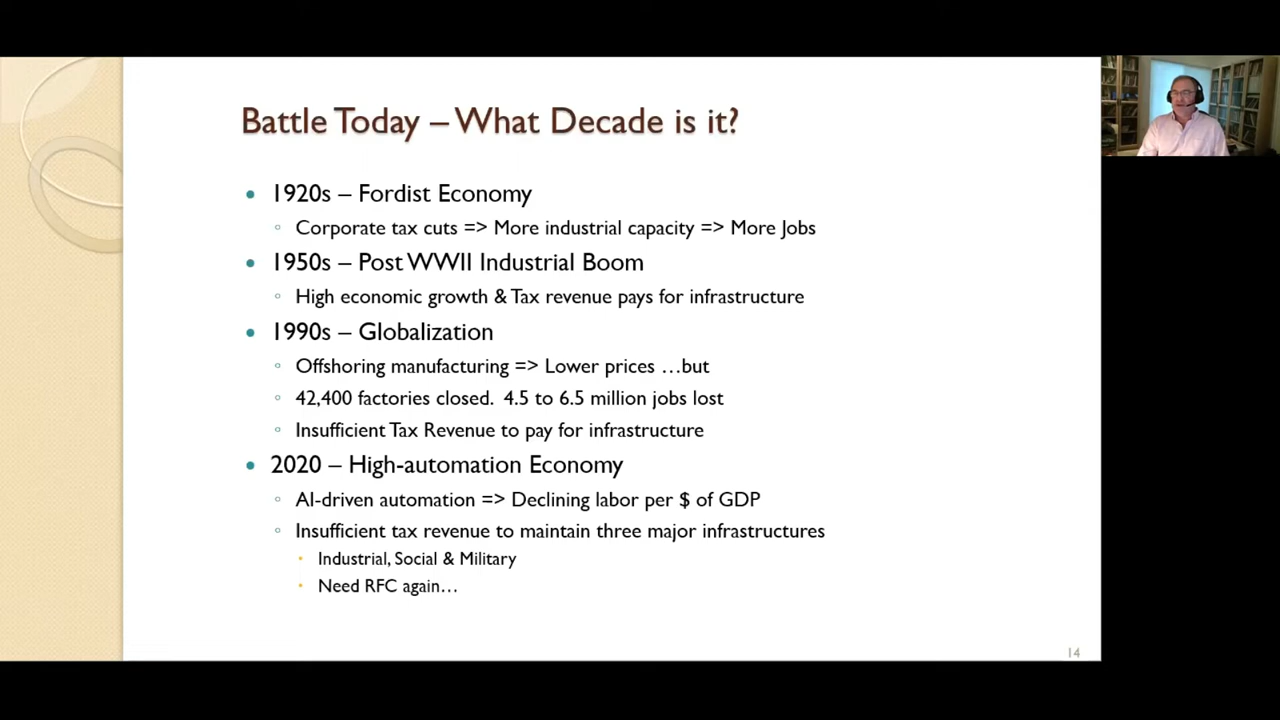 Battle Today – What Decade is it?
• 1920s – Fordist Economy
◦ Corporate tax cuts => More industrial capacity => More Jobs
• 1950s – Post WWII Industrial Boom
◦ High economic growth & Tax revenue pays for infrastructure
• 1990s – Globalization
◦ Offshoring manufacturing => Lower prices …but
◦ 42,400 factories closed. 4.5 to 6.5 million jobs lost
◦ Insufficient Tax Revenue to pay for infrastructure
• 2020 – High-automation Economy
◦ AI-driven automation => Declining labor per $ of GDP
◦ Insufficient tax revenue to maintain three major infrastructures
• Industrial, Social & Military
• Need RFC again…
14